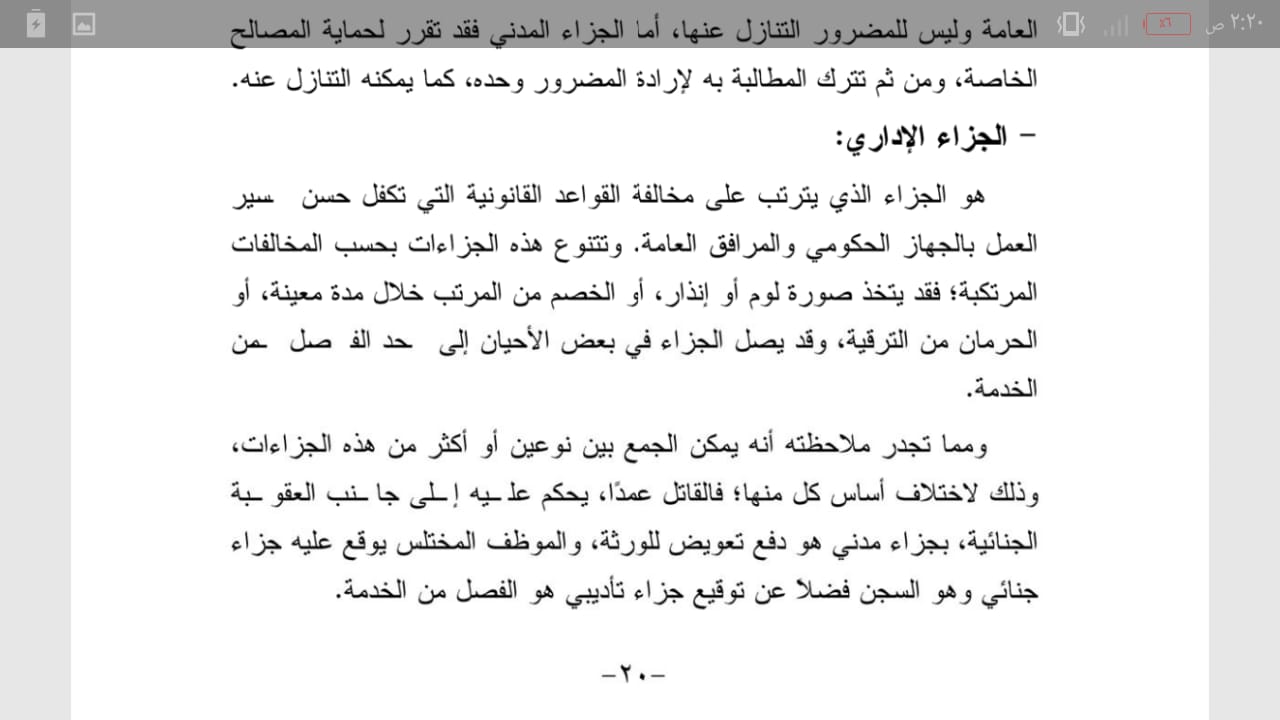 ٢:٢٠ ص
٪٦
العامة وليس للمضرور التنازل عنها، أما الجزاء المدني فقد تقرر لحماية المصالح
الخاصة، ومن ثم تترك المطالبة به لإرادة المضرور وحده، كما يمكنه التنازل عنه.
- الجزاء الإداري:
هو الجزاء الذي يترتب على مخالفة القواعد القانونية التي تكفل حسن سير
العمل بالجهاز الحكومي والمرافق العامة. وتتنوع هذه الجزاءات بحسب المخالفات
المرتكبة؛ فقد يتخذ صورة لوم أو إنذار، أو الخصم من المرتب خلال مدة معينة، أو
الحرمان من الترقية، وقد يصل الجزاء في بعض الأحيان إلى حد الفصل من
الخدمة.
ومما تجدر ملاحظته أنه يمكن الجمع بين نوعين أو أكثر من هذه الجزاءات،
وذلك لاختلاف أساس كل منها؛ فالقاتل عمدًا، يحكم عليه إلى جانب العقوبة
الجنائية، بجزاء مدني هو دفع تعويض للورثة، والموظف المختلس يوقع عليه جزاء
جنائي وهو السجن فضلاً عن توقيع جزاء تأديبي هو الفصل من الخدمة.
-٢٠-